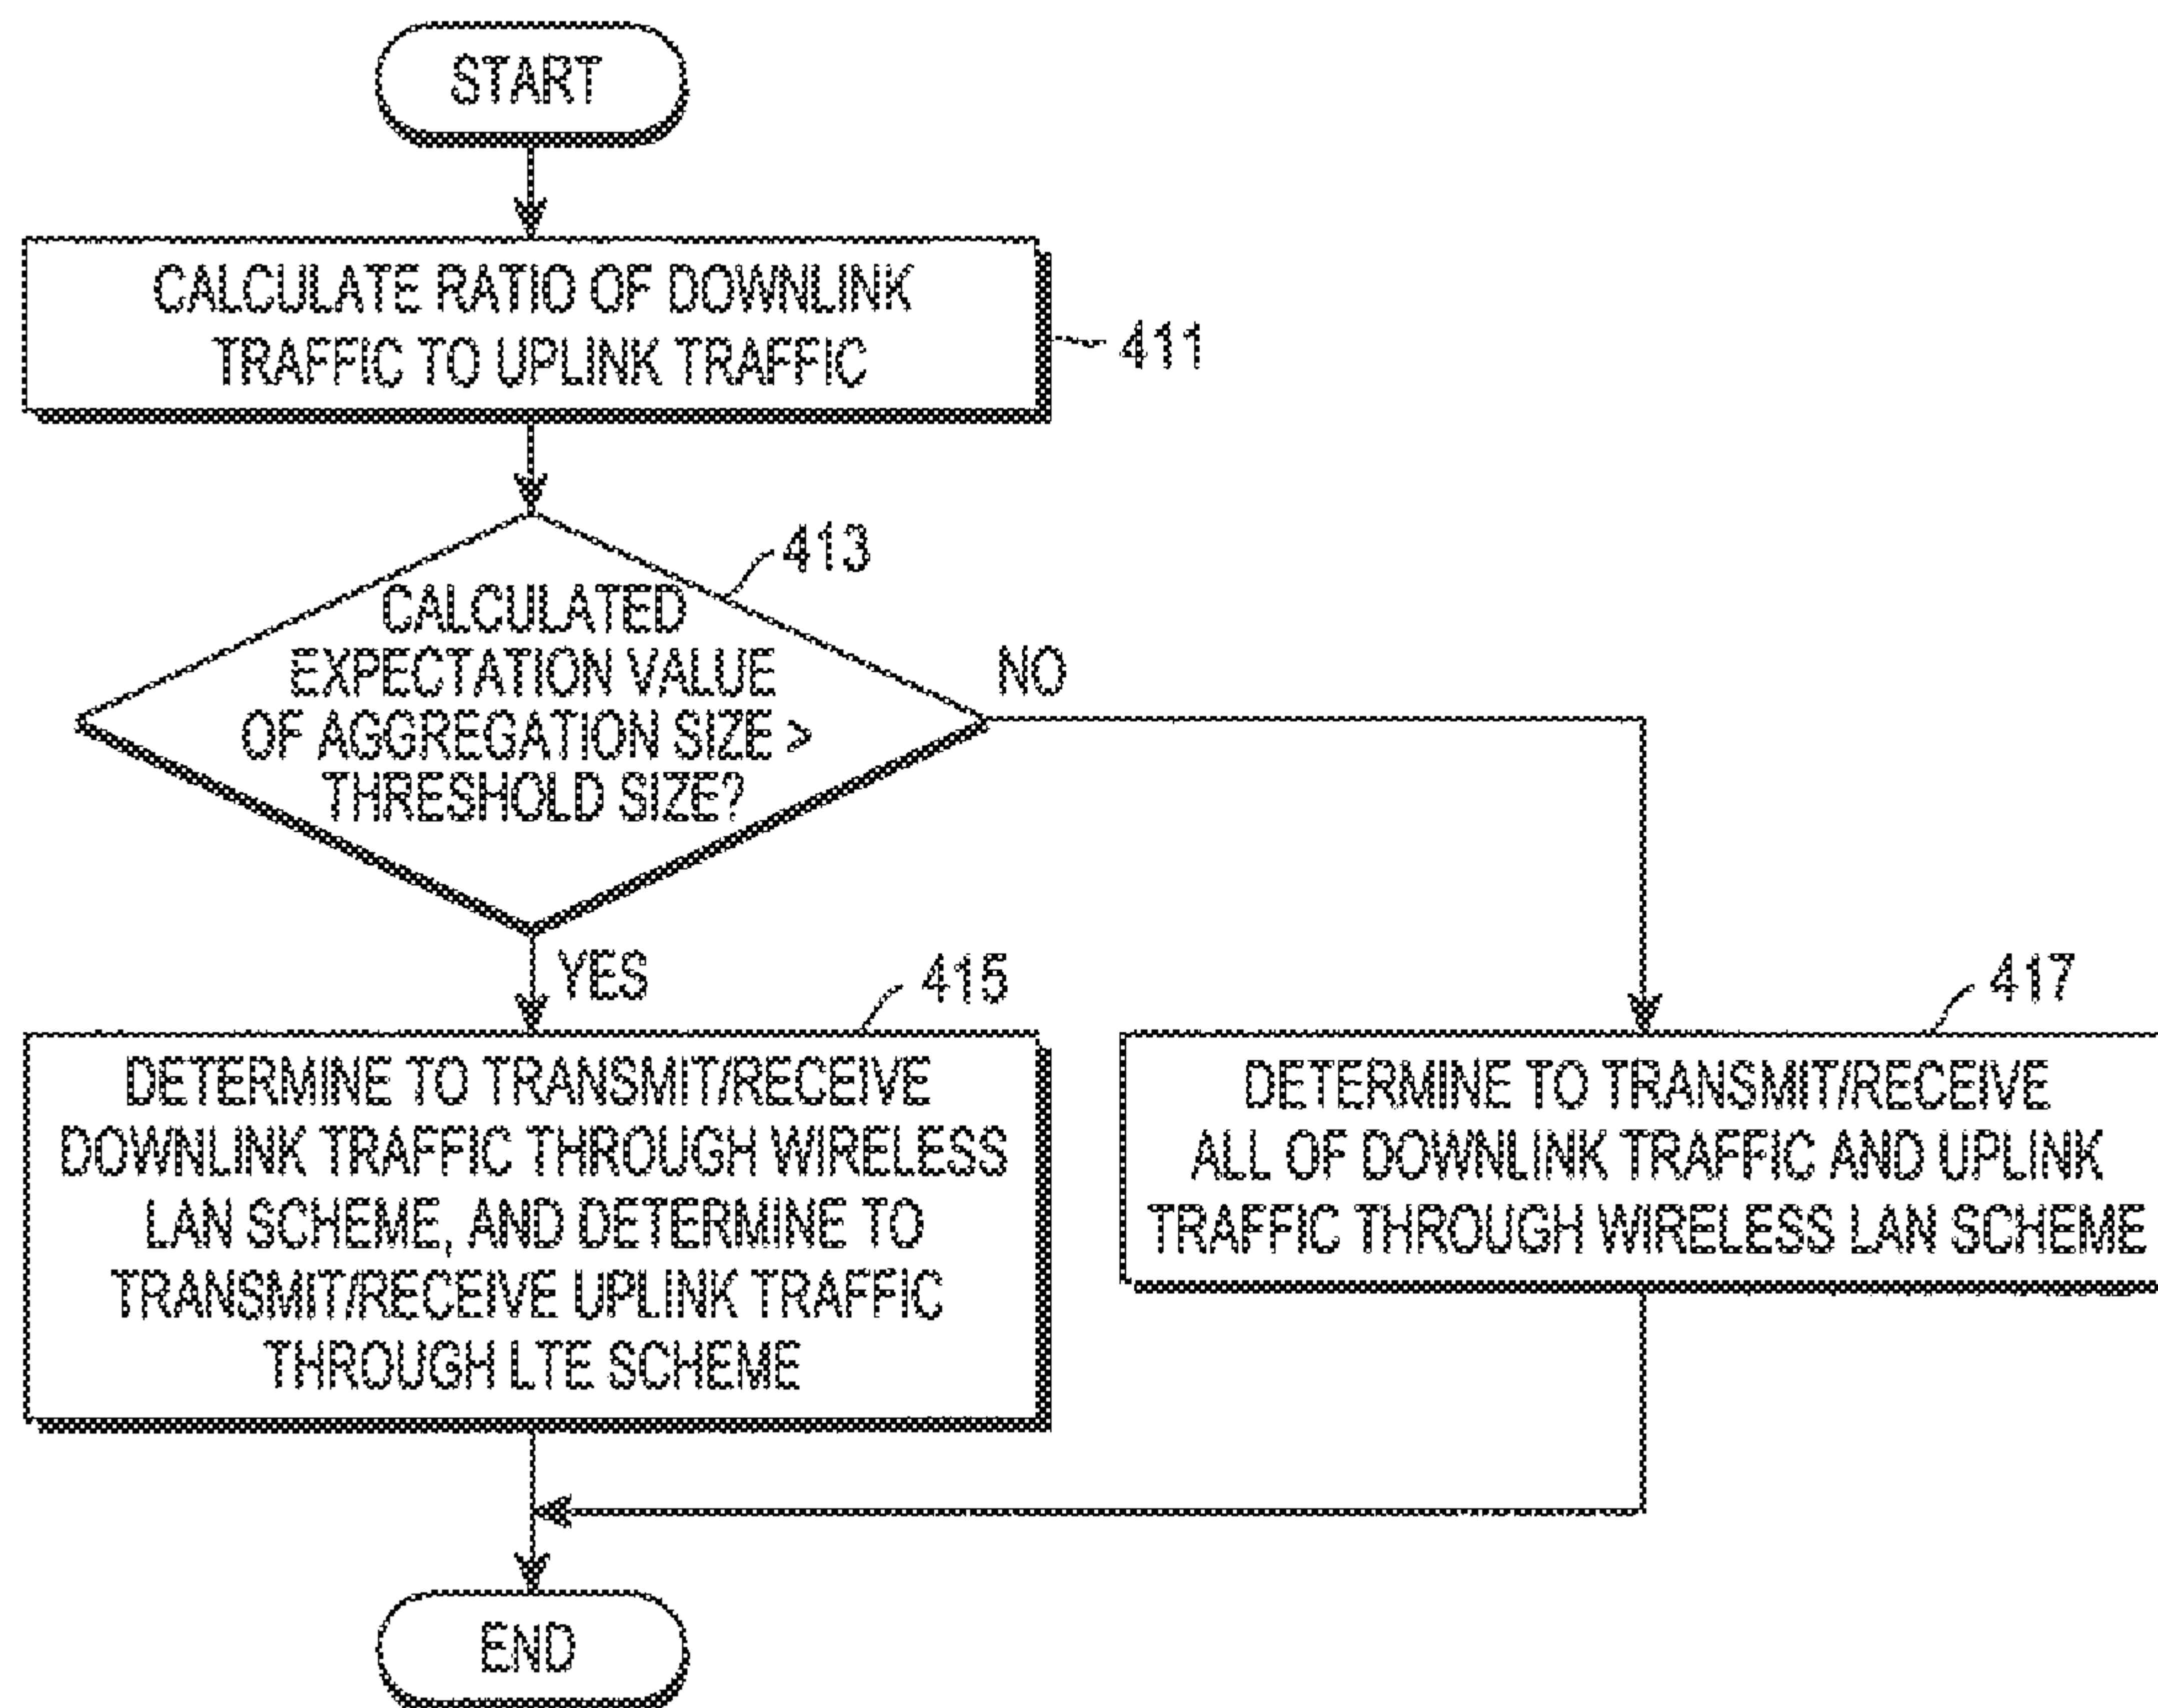 START
CALCULATE RATIO OF DOWNLINK
TRAFFIC TO UPLINK TRAFFIC
411
413
CALCULATED
EXPECTATION VALUE
OF AGGREGATION SIZE >
THRESHOLD SIZE?
NO
YES
415
DETERMINE TO TRANSMIT/RECEIVE
DOWNLINK TRAFFIC THROUGH WIRELESS
LAN SCHEME, AND DETERMINE TO
TRANSMIT/RECEIVE UPLINK TRAFFIC
THROUGH LTE SCHEME
417
DETERMINE TO TRANSMIT/RECEIVE
ALL OF DOWNLINK TRAFFIC AND UPLINK
TRAFFIC THROUGH WIRELESS LAN SCHEME
END